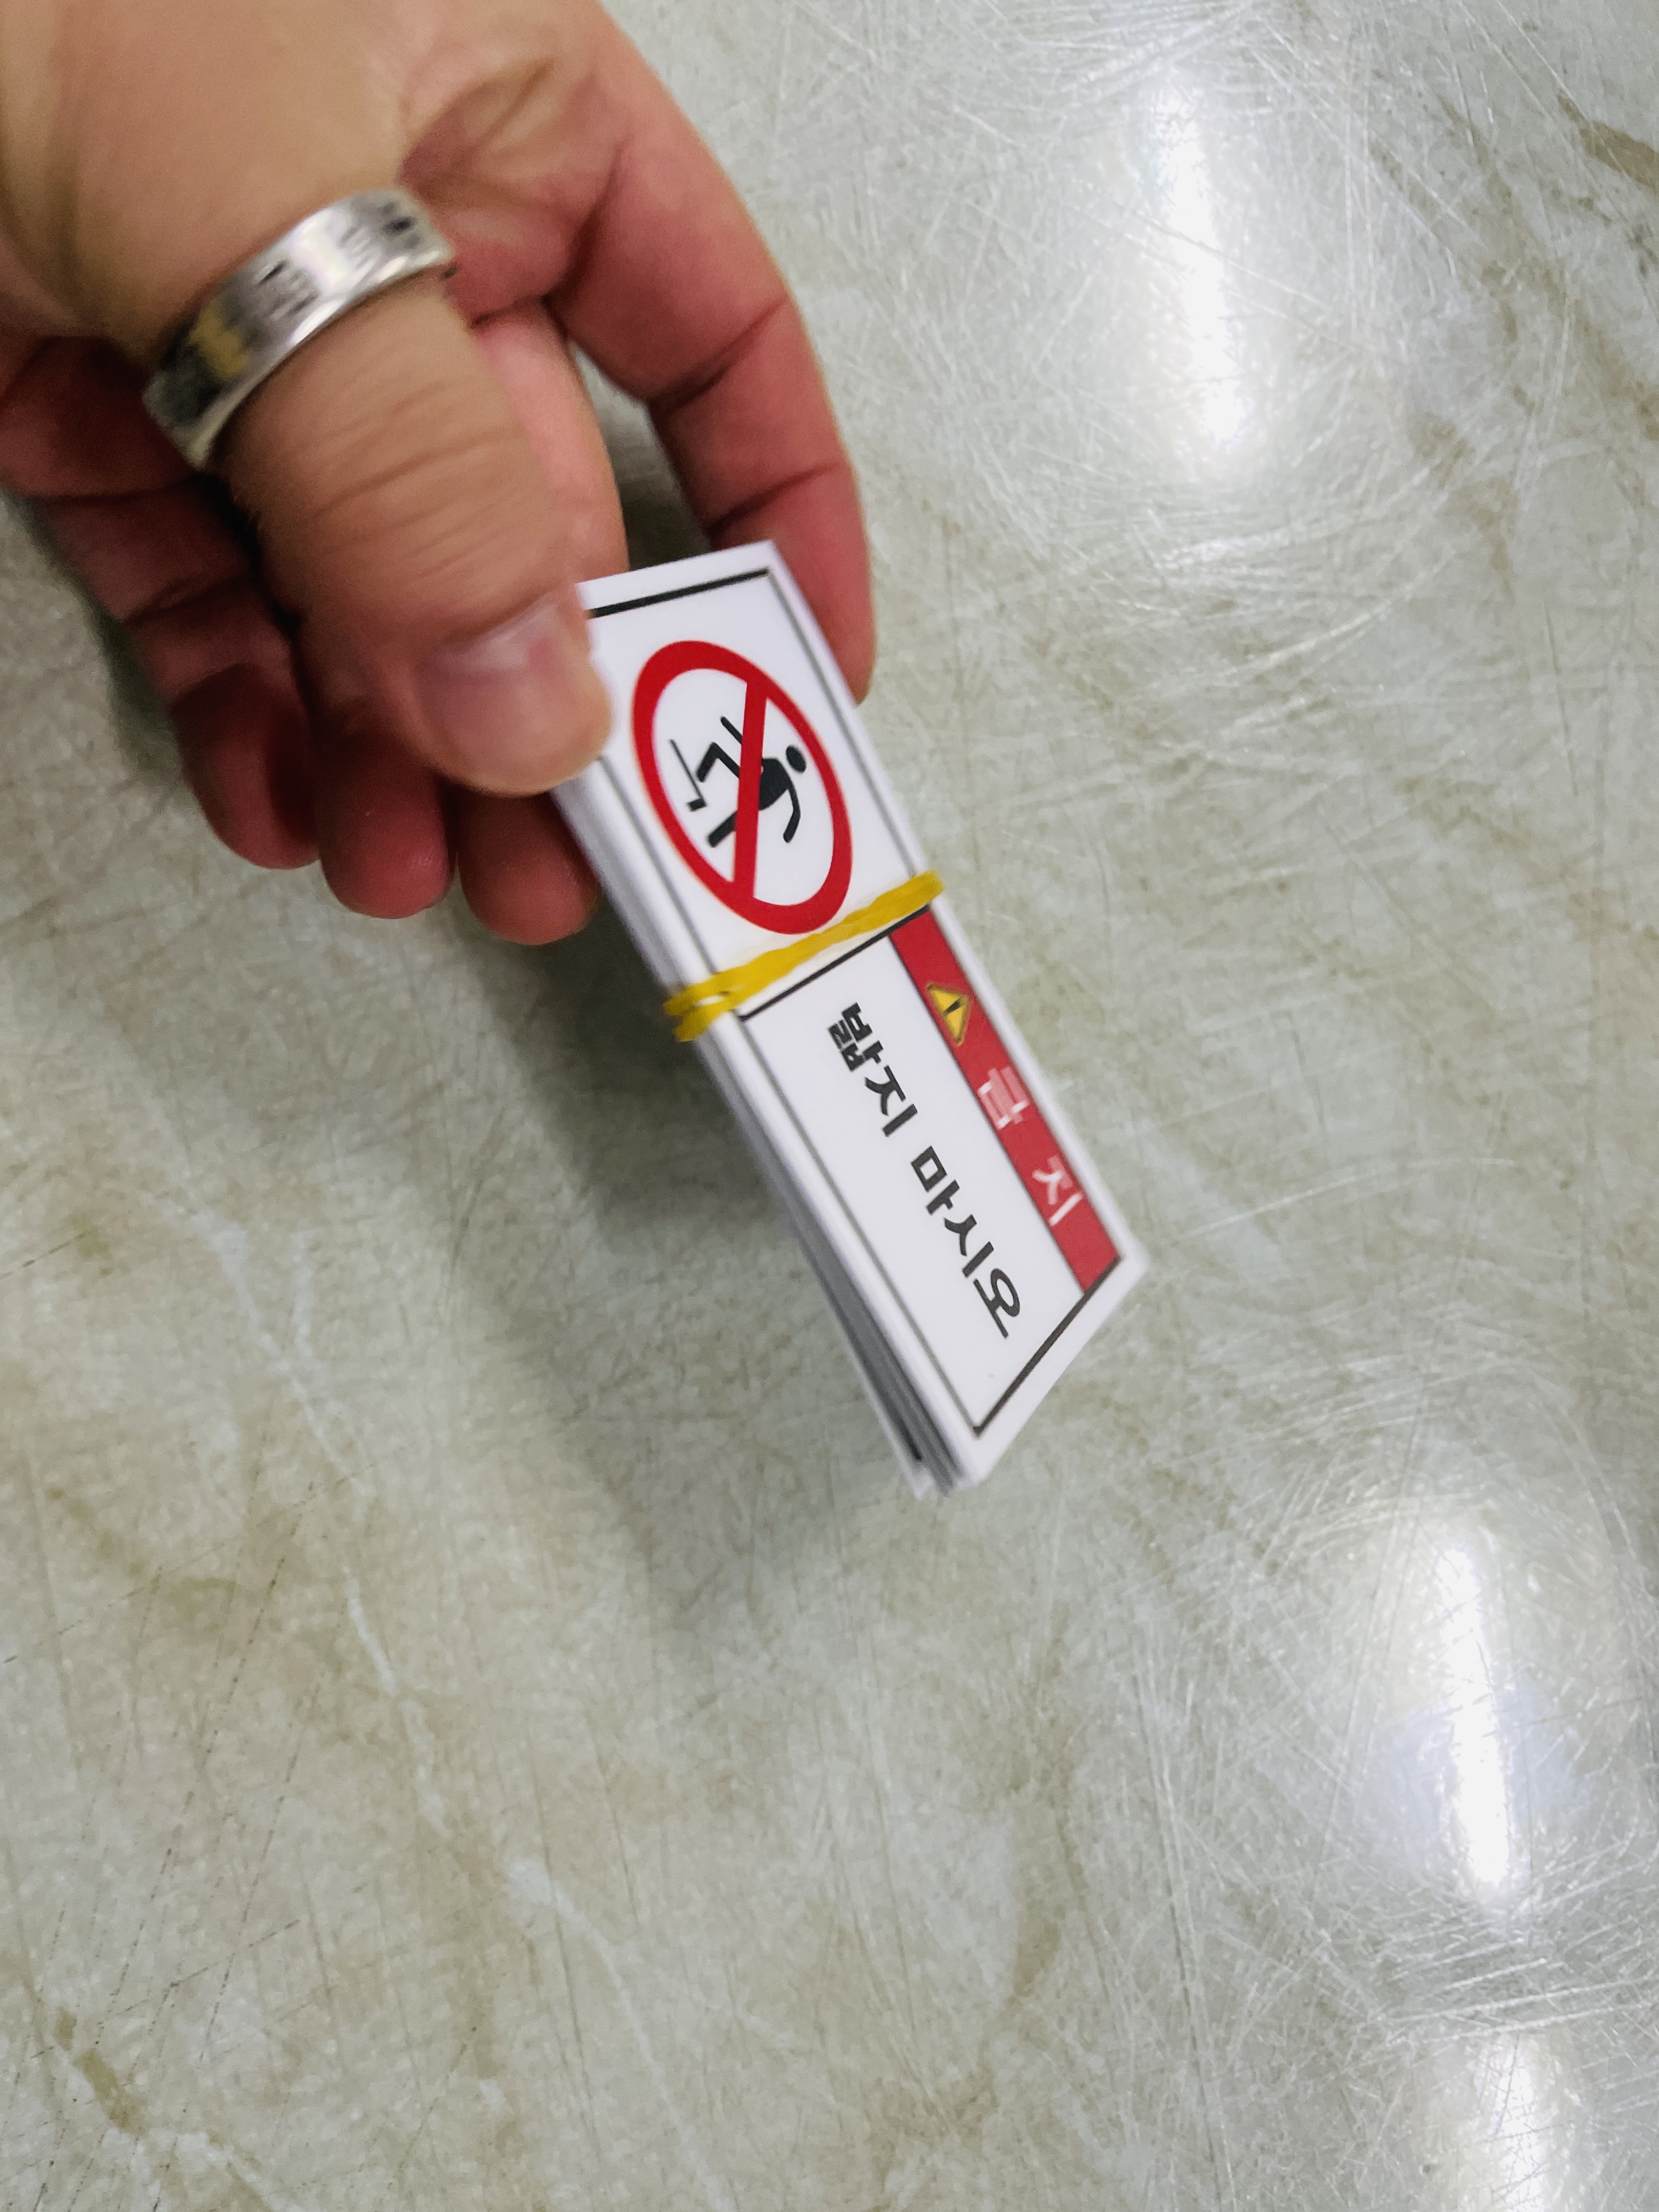 금 지
밟지 마시오